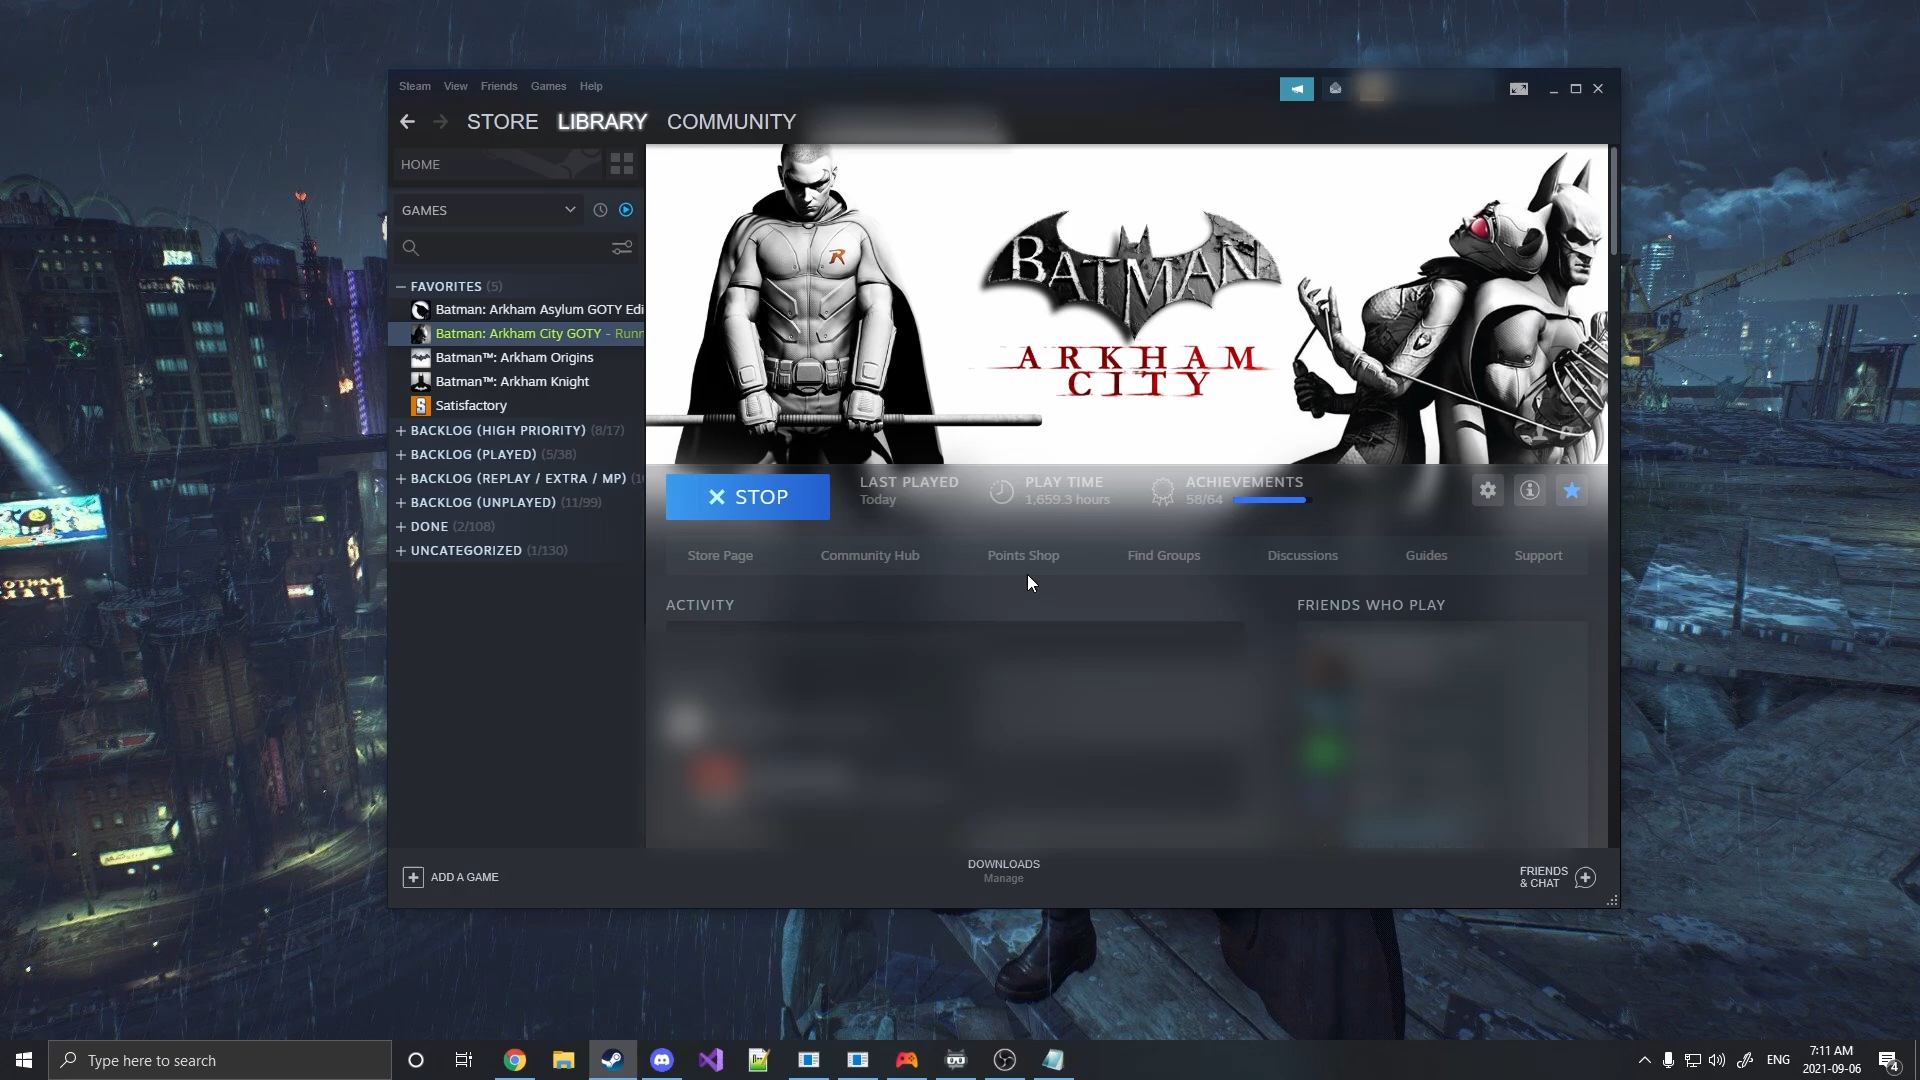 Steam View Friends Games Help
STORE LIBRARY COMMUNITY
HOME
GAMES
— FAVORITES (5)
Batman: Arkham Asylum GOTY Edi
Batman: Arkham City GOTY - Runn
Batman™: Arkham Origins
Batman™: Arkham Knight
S Satisfactory
+ BACKLOG (HIGH PRIORITY) (8/17)
+ BACKLOG (PLAYED) (5/38)
+ BACKLOG (REPLAY / EXTRA / MP)
+ BACKLOG (UNPLAYED) (11/99)
+ DONE (2/108)
+ UNCATEGORIZED (1/130)
R
BATMAN
ARKHAM
CITY
STOP
LAST PLAYED
Today
PLAY TIME
1,659.3 hours
ACHIEVEMENTS
58/64
Store Page Community Hub Points Shop Find Groups Discussions Guides Support
ACTIVITY
FRIENDS WHO PLAY
ADD A GAME
DOWNLOADS
Manage
FRIENDS
& CHAT
Type here to search
ENG
7:11 AM
2021-09-06
4